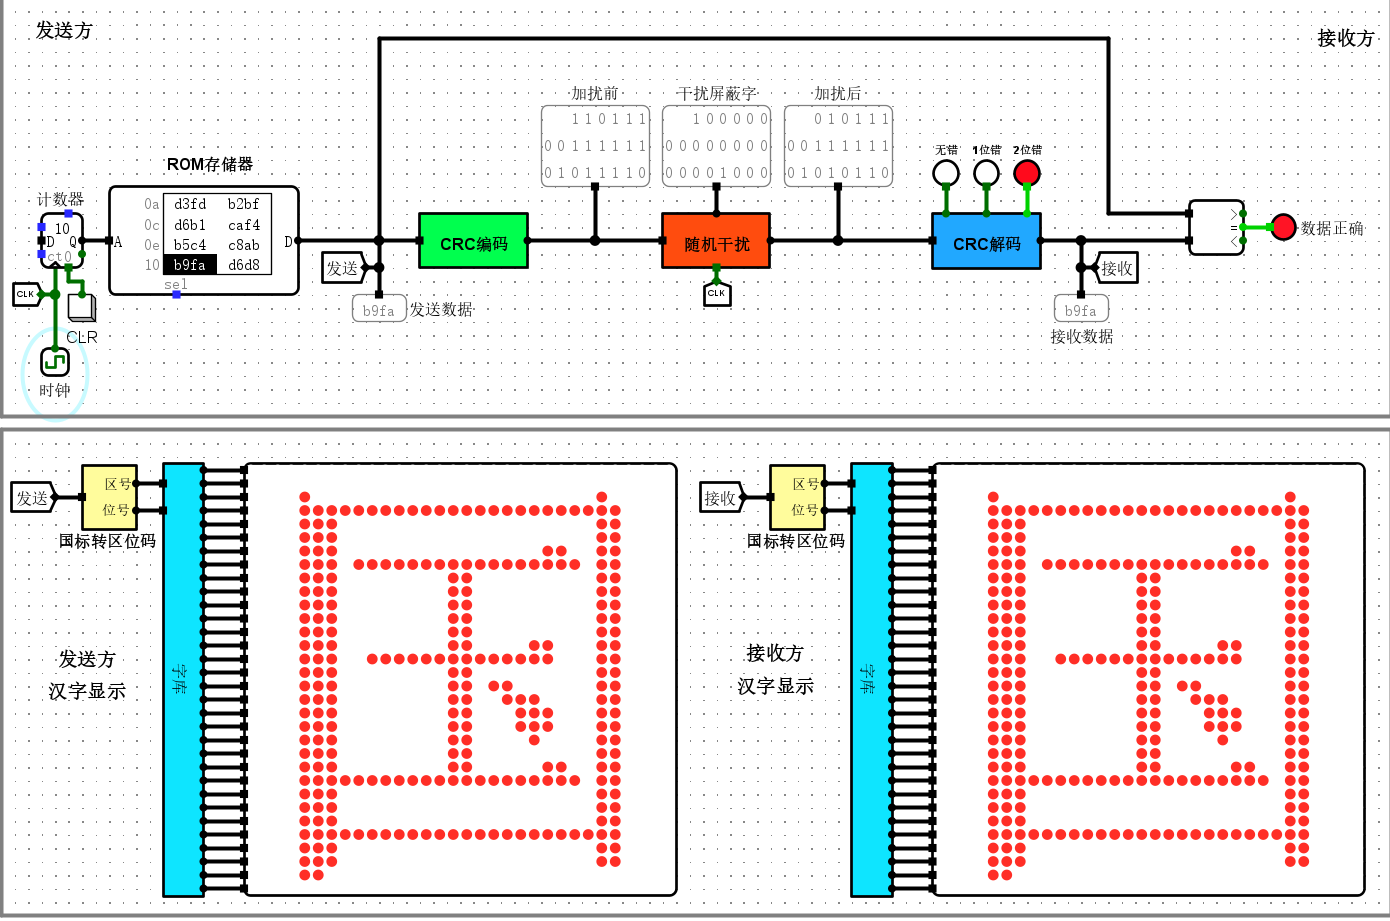 发送方
接收方
加扰前
干扰屏蔽字
加扰后
1 1 0 1 1 1
0 0 1 1 1 1 1 1
0 1 0 1 1 1 1 0
1 0 0 0 0 0
0 0 0 0 0 0 0 0
0 0 0 0 1 0 0 0
0 1 0 1 1 1
0 0 1 1 1 1 1 1
0 1 0 1 0 1 1 0
无错
1位错
2位错
ROM存储器
计数器
10
D Q
ct0
A
0a d3fd b2bf
0c d6b1 caf4
0e b5c4 c8ab
10 b9fa d6d8
D
sel
CRC编码
随机干扰
CRC解码
>
=
<
数据正确
CLK
CLR
时钟
发送
b9fa
发送数据
CLK
接收
b9fa
接收数据
发送
区号
位号
国标转区位码
字库
发送方
汉字显示
国
接收
区号
位号
国标转区位码
字库
接收方
汉字显示
国